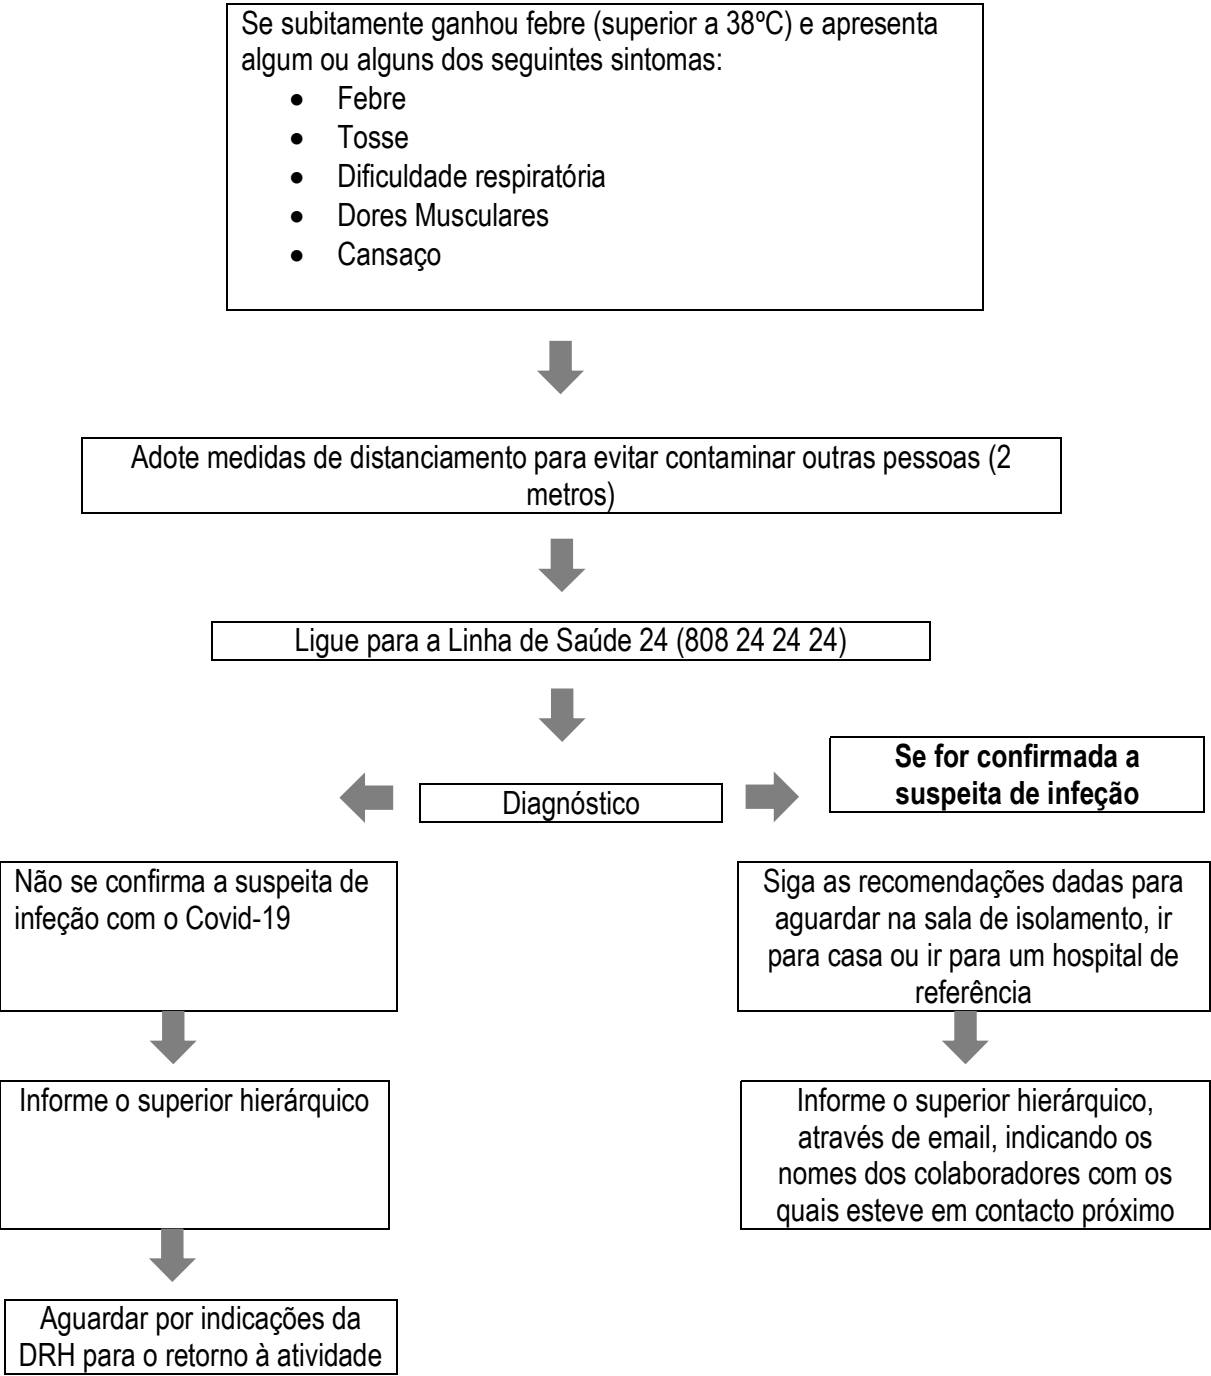 Se subitamente ganhou febre (superior a 38ºC) e apresenta
algum ou alguns dos seguintes sintomas:
• Febre
• Tosse
• Dificuldade respiratória
• Dores Musculares
• Cansaço
Adote medidas de distanciamento para evitar contaminar outras pessoas (2
metros)
Ligue para a Linha de Saúde 24 (808 24 24 24)
Diagnóstico
Se for confirmada a
suspeita de infeção
Não se confirma a suspeita de
infeção com o Covid-19
Siga as recomendações dadas para
aguardar na sala de isolamento, ir
para casa ou ir para um hospital de
referência
Informe o superior hierárquico
Informe o superior hierárquico,
através de email, indicando os
nomes dos colaboradores com os
quais esteve em contacto próximo
Aguardar por indicações da
DRH para o retorno à atividade